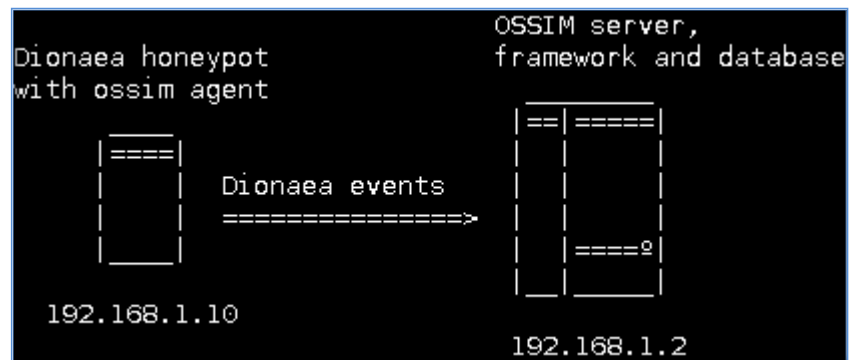 Dionaea honeypot
with ossim agent
OSSIM server,
framework and database
Dionaea events
===============>
192.168.1.10
192.168.1.2